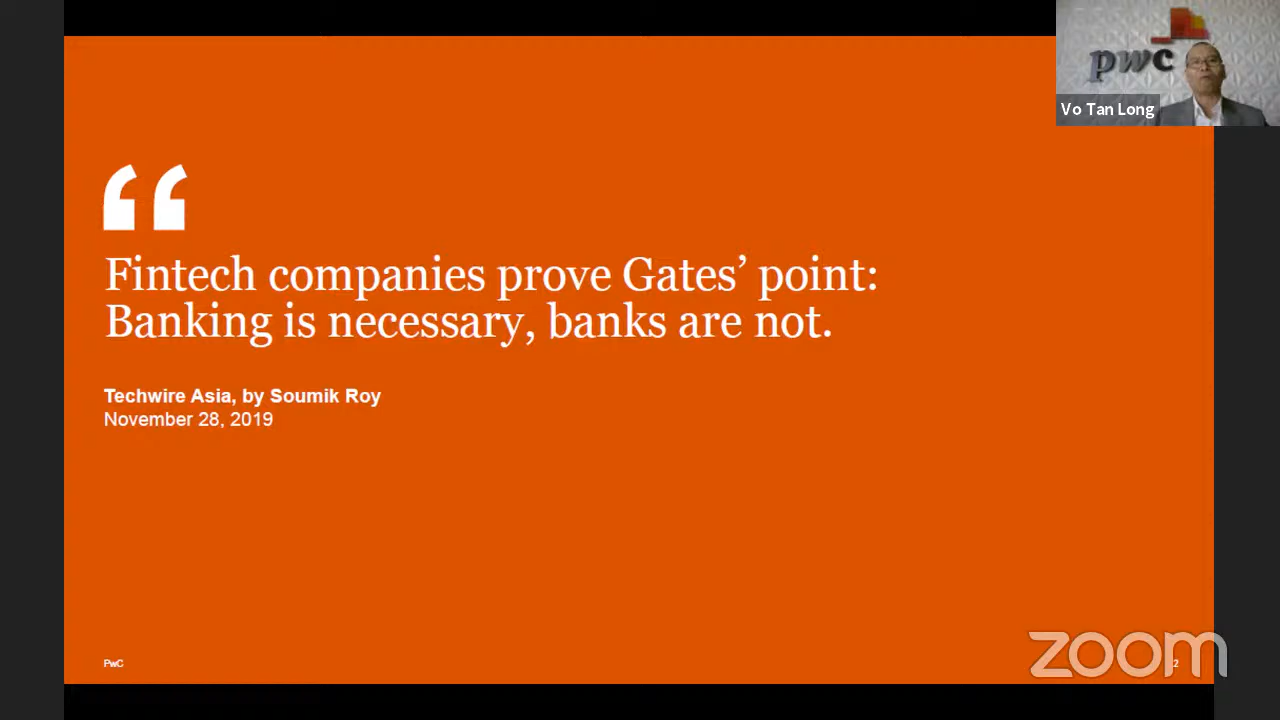 pwc
Vo Tan Long
“
Fintech companies prove Gates’ point:
Banking is necessary, banks are not.
Techwire Asia, by Soumik Roy
November 28, 2019
PwC
zoom
2